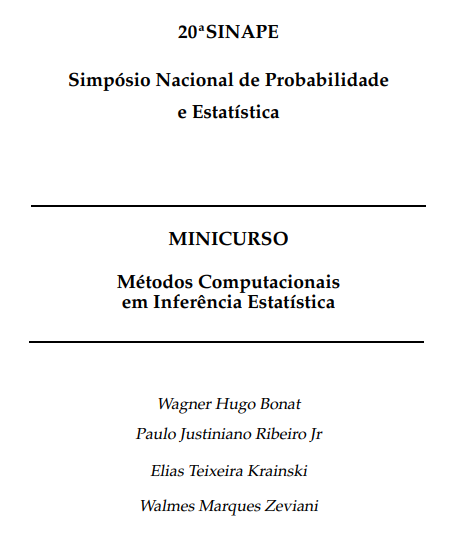 20ªSINAPE
Simpósio Nacional de Probabilidade
e Estatística
MINICURSO
Métodos Computacionais
em Inferência Estatística
Wagner Hugo Bonat
Paulo Justiniano Ribeiro Jr
Elias Teixeira Krainski
Walmes Marques Zeviani